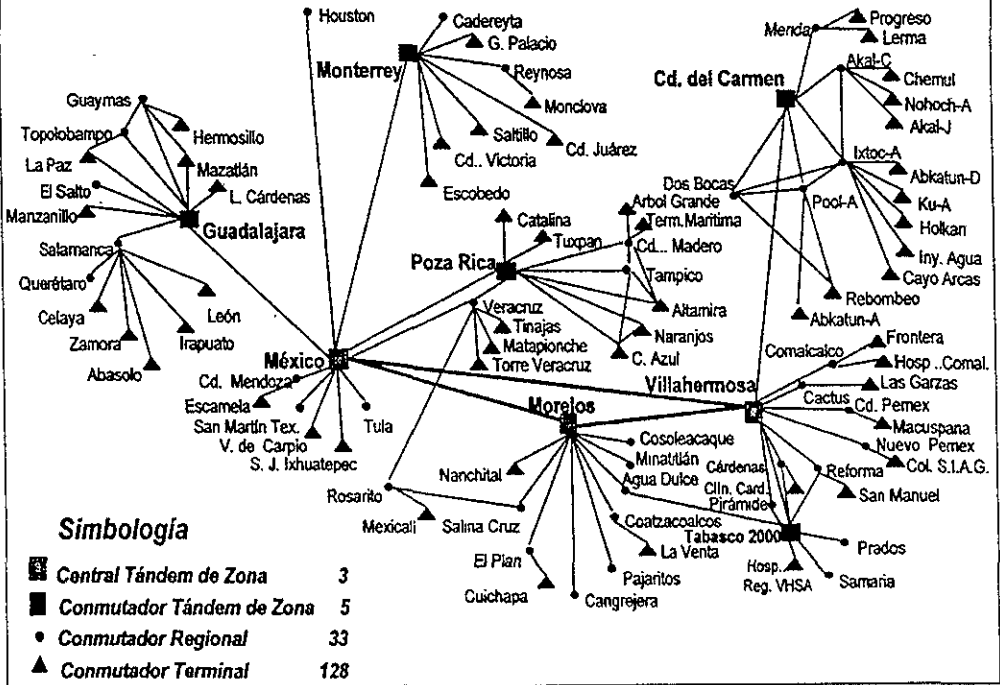 Houston
Cadereyta
G. Palacio
Monterrey
Reynosa
Monclova
Saltillo
Cd. Juárez
Cd.. Victoria
Escobedo
Merida
Progreso
Lerma
Akal-C
Cd. del Carmen
Chemul
Nohoch-A
Akal-J
Ixtoc-A
Abkatun-D
Ku-A
Holkan
Iny. Agua
Cayo Arcas
Dos Bocas
Pool-A
Rebombeo
Abkatun-A
Guaymas
Hermosillo
Topolobampo
La Paz
Mazatlán
El Salto
L. Cárdenas
Manzanillo
Guadalajara
Salamanca
Querétaro
León
Celaya
Irapuato
Zamora
Abasolo
Arbol Grande
Catalina
Term.Maritima
Tuxpan
Cd... Madero
Poza Rica
Tampico
Altamira
Naranjos
C. Azul
Veracruz
Tinajas
Matapionche
Torre Veracruz
México
Cd. Mendoza
Escamela
San Martín Tex.
Tula
V. de Carpio
S. J. Ixhuatepec
Villahermosa
Comalcalco
Frontera
Hosp ..Comal.
Las Garzas
Cactus
Cd. Pemex
Macuspana
Nuevo Pemex
Col. S.I.A.G.
Cárdenas
Reforma
Clin. Card.
San Manuel
Pirámide
Tabasco 2000
Prados
Hosp.
Reg. VHSA
Samaria
Morelos
Cosoleacaque
Minatitlán
Nanchital
Agua Dulce
Rosarito
Mexicali
Salina Cruz
Coatzacoalcos
La Venta
El Plan
Pajaritos
Cuichapa
Cangrejera
Simbología
Central Tándem de Zona 3
Conmutador Tándem de Zona 5
Conmutador Regional 33
Conmutador Terminal 128